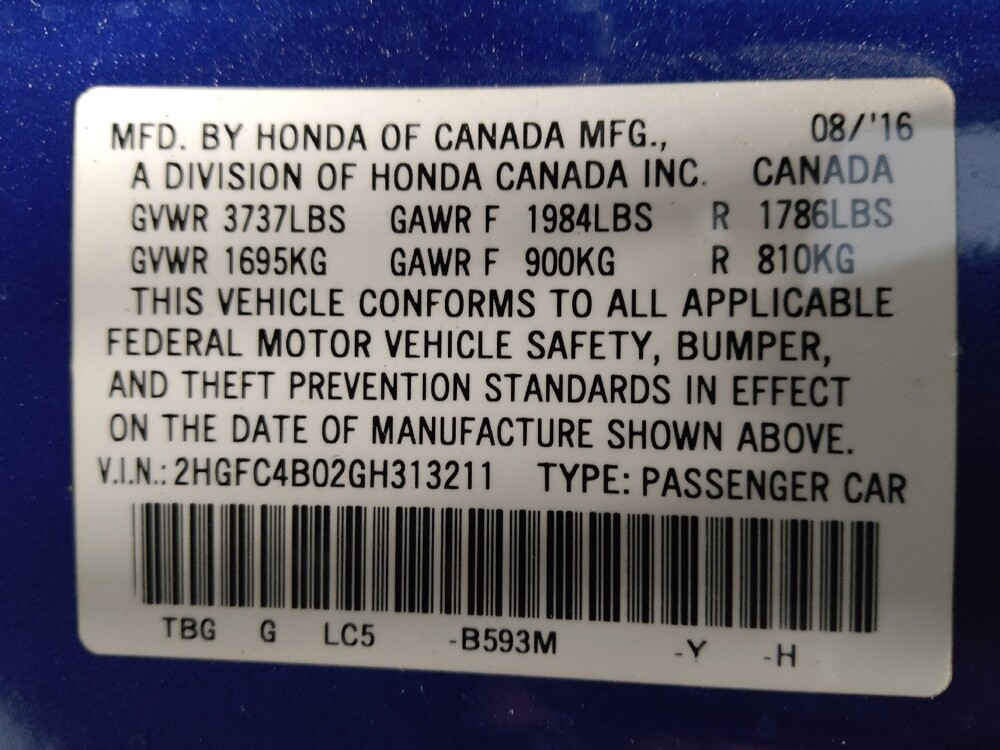 MFD. BY HONDA OF CANADA MFG., 08/'16
A DIVISION OF HONDA CANADA INC. CANADA
GVWR 3737LBS GAWR F 1984LBS R 1786LBS
GVWR 1695KG GAWR F 900KG R 810KG
THIS VEHICLE CONFORMS TO ALL APPLICABLE
FEDERAL MOTOR VEHICLE SAFETY, BUMPER,
AND THEFT PREVENTION STANDARDS IN EFFECT
ON THE DATE OF MANUFACTURE SHOWN ABOVE.
V.I.N.: 2HGFC4B02GH313211 TYPE: PASSENGER CAR
TBG G LC5 -B593M -Y -H